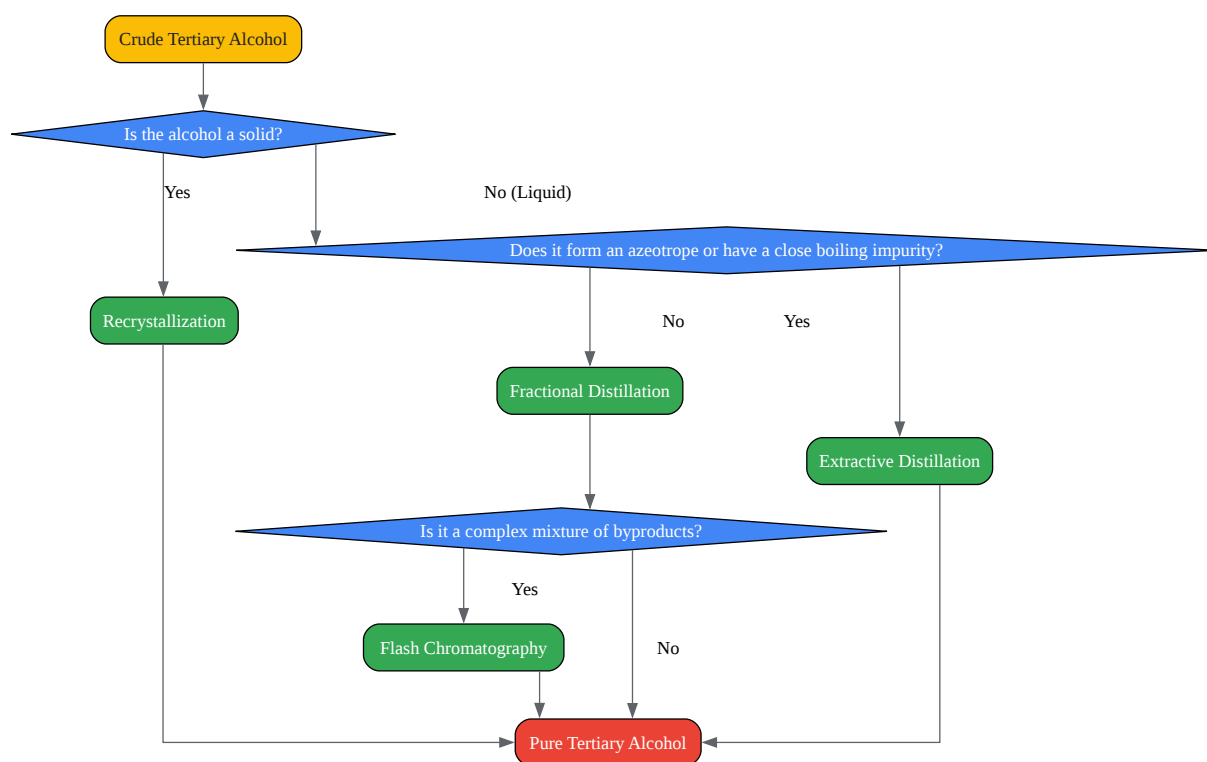 Crude Tertiary Alcohol
Is the alcohol a solid?
Yes
No (Liquid)
Does it form an azeotrope or have a close boiling impurity?
Recrystallization
No
Yes
Fractional Distillation
Extractive Distillation
Is it a complex mixture of byproducts?
Yes
Flash Chromatography
No
Pure Tertiary Alcohol